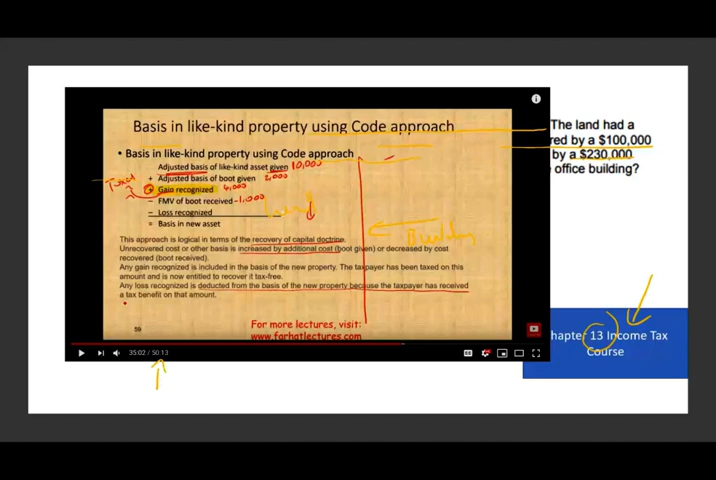 Basis in like-kind property using Code approach
• Basis in like-kind property using Code approach
Adjusted basis of like-kind asset given 10,000
+ Adjusted basis of boot given 2,000
Taxed
+ Gain recognized 4,000
− FMV of boot received -1,000
− Loss recognized
= Basis in new asset
Building
This approach is logical in terms of the recovery of capital doctrine.
Unrecovered cost or other basis is increased by additional cost (boot given) or decreased by cost
recovered (boot received).
Any gain recognized is included in the basis of the new property. The taxpayer has been taxed on this
amount and is now entitled to recover it tax-free.
Any loss recognized is deducted from the basis of the new property because the taxpayer has received
a tax benefit on that amount.
59
For more lectures, visit:
www.farhatlectures.com
35:02 / 50:13
The land had a
red by a $100,000
by a $230,000
office building?
hapter 13 Income Tax
Course